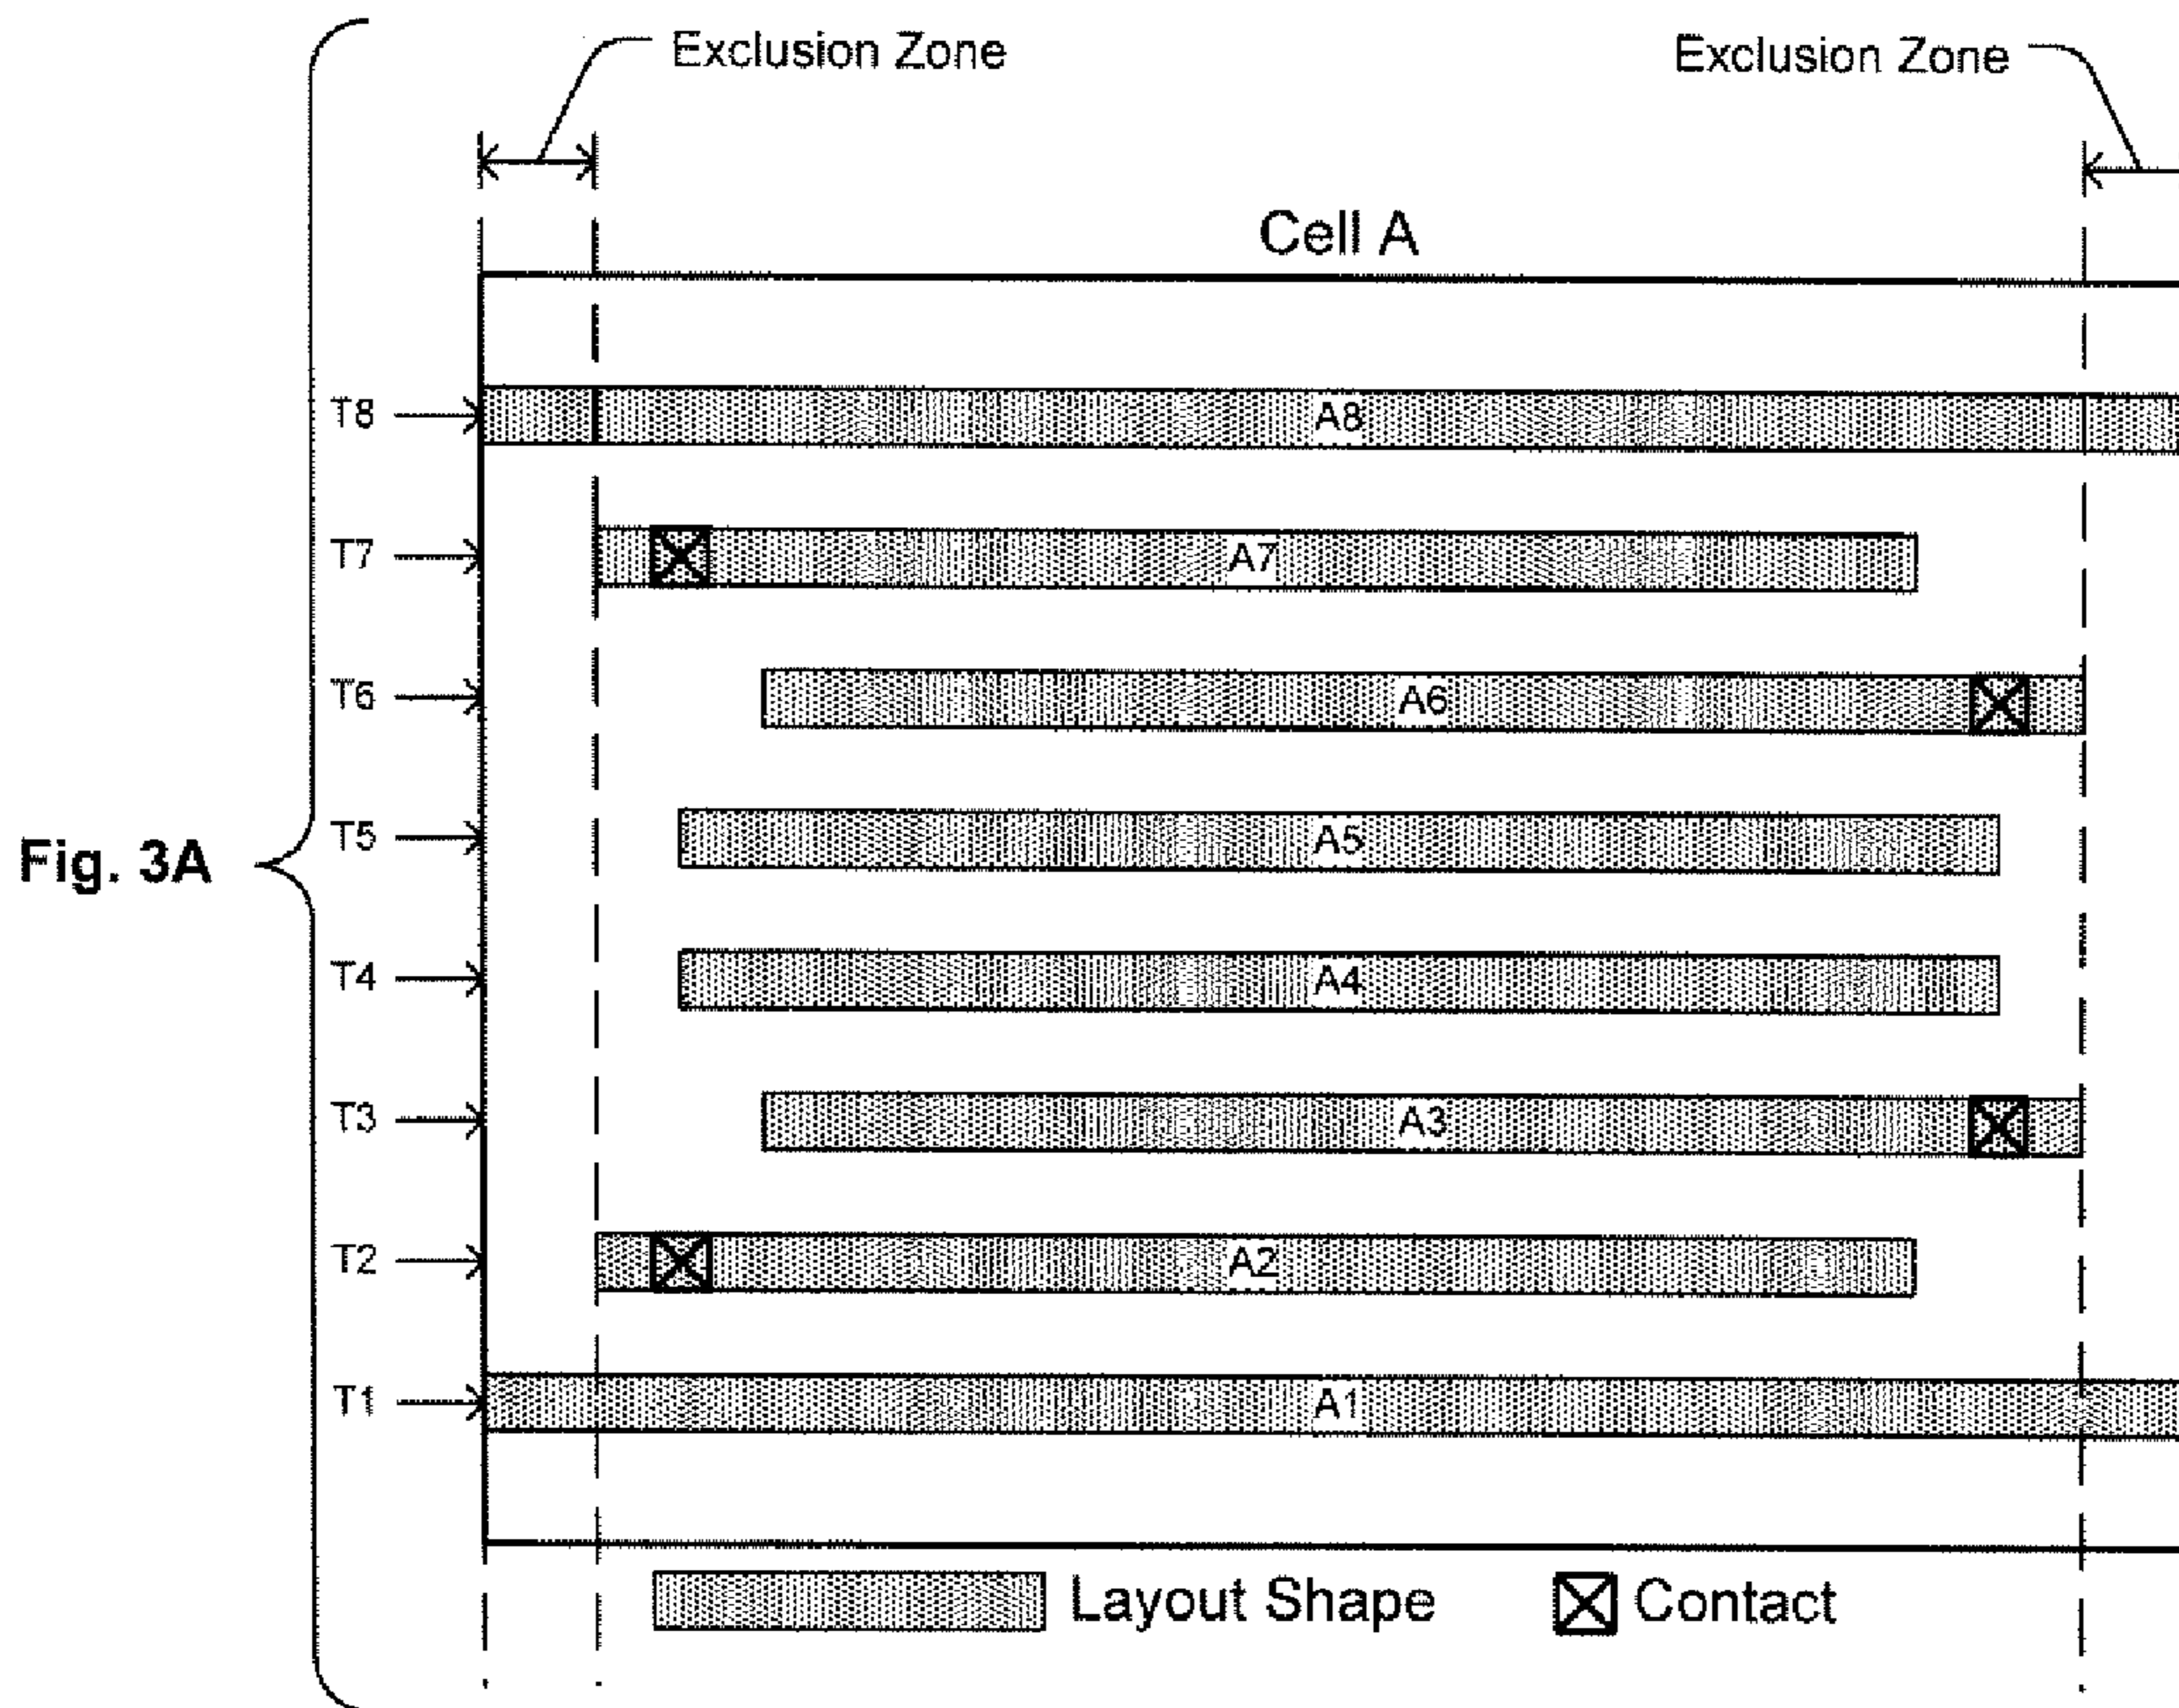 Exclusion Zone
Exclusion Zone
Cell A
T8
A8
T7
A7
T6
A6
T5
A5
Fig. 3A
T4
A4
T3
A3
T2
A2
T1
A1
Layout Shape
Contact